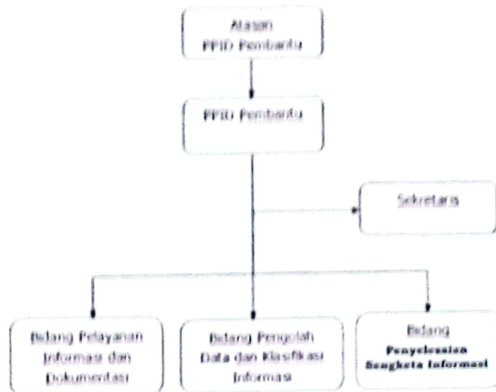 Atasan
PPID Pembantu
PPID Pembantu
Sekretaris
Bidang Pelayanan
Informasi dan
Dokumentasi
Bidang Pengolah
Data dan Klasifikasi
Informasi
Bidang
Penyelesaian
Sengketa Informasi